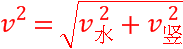 v² = √(v水² + v竖²)